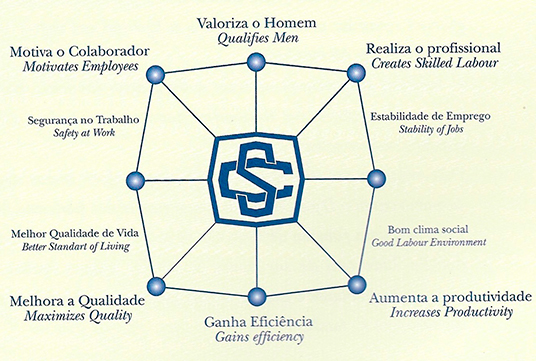 Valoriza o Homem
Qualifies Men
Motiva o Colaborador
Motivates Employees
Realiza o profissional
Creates Skilled Labour
Segurança no Trabalho
Safety at Work
Estabilidade de Emprego
Stability of Jobs
Melhor Qualidade de Vida
Better Standart of Living
Bom clima social
Good Labour Environment
Melhora a Qualidade
Maximizes Quality
Ganha Eficiência
Gains efficiency
Aumenta a produtividade
Increases Productivity